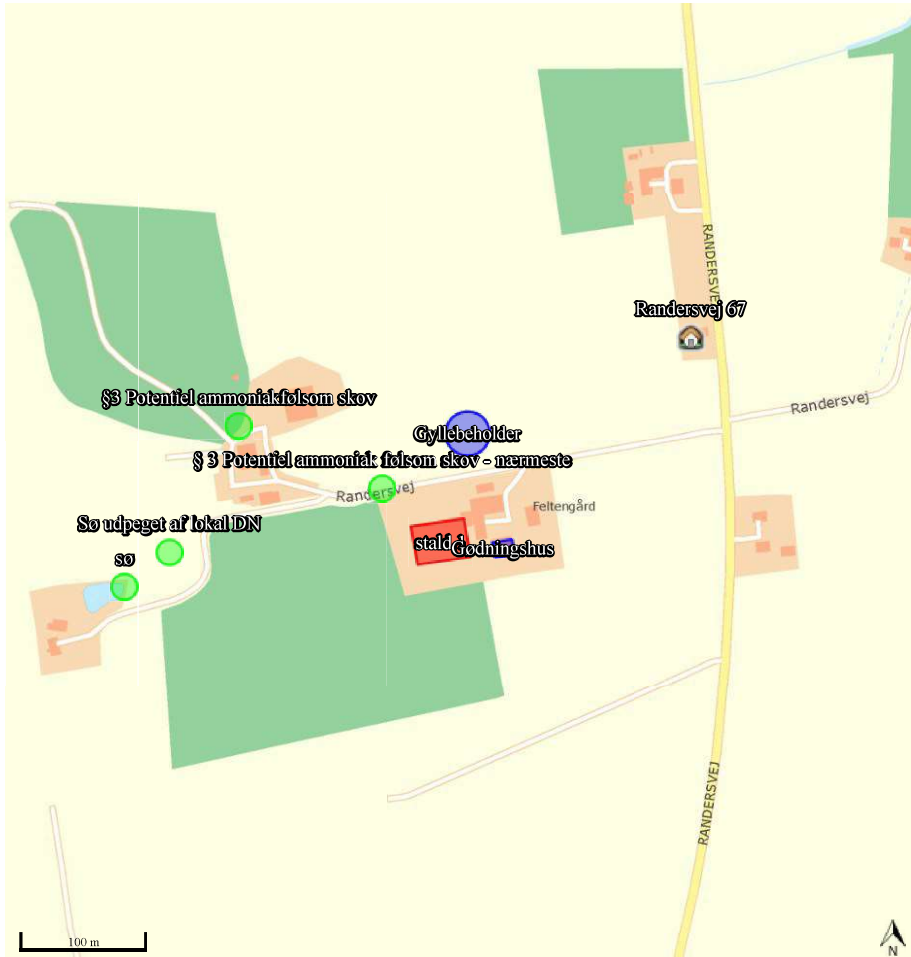 RANDERSVEJ
Randersvej 67
§3 Potentiel ammoniakfølsom skov
Randersvej
Gyllebeholder
§ 3 Potentiel ammoniak følsom skov - nærmeste
Randersvej
Feltengård
Sø udpeget af lokal DN
stald 1
Gødningshus
sø
RANDERSVEJ
100 m
N